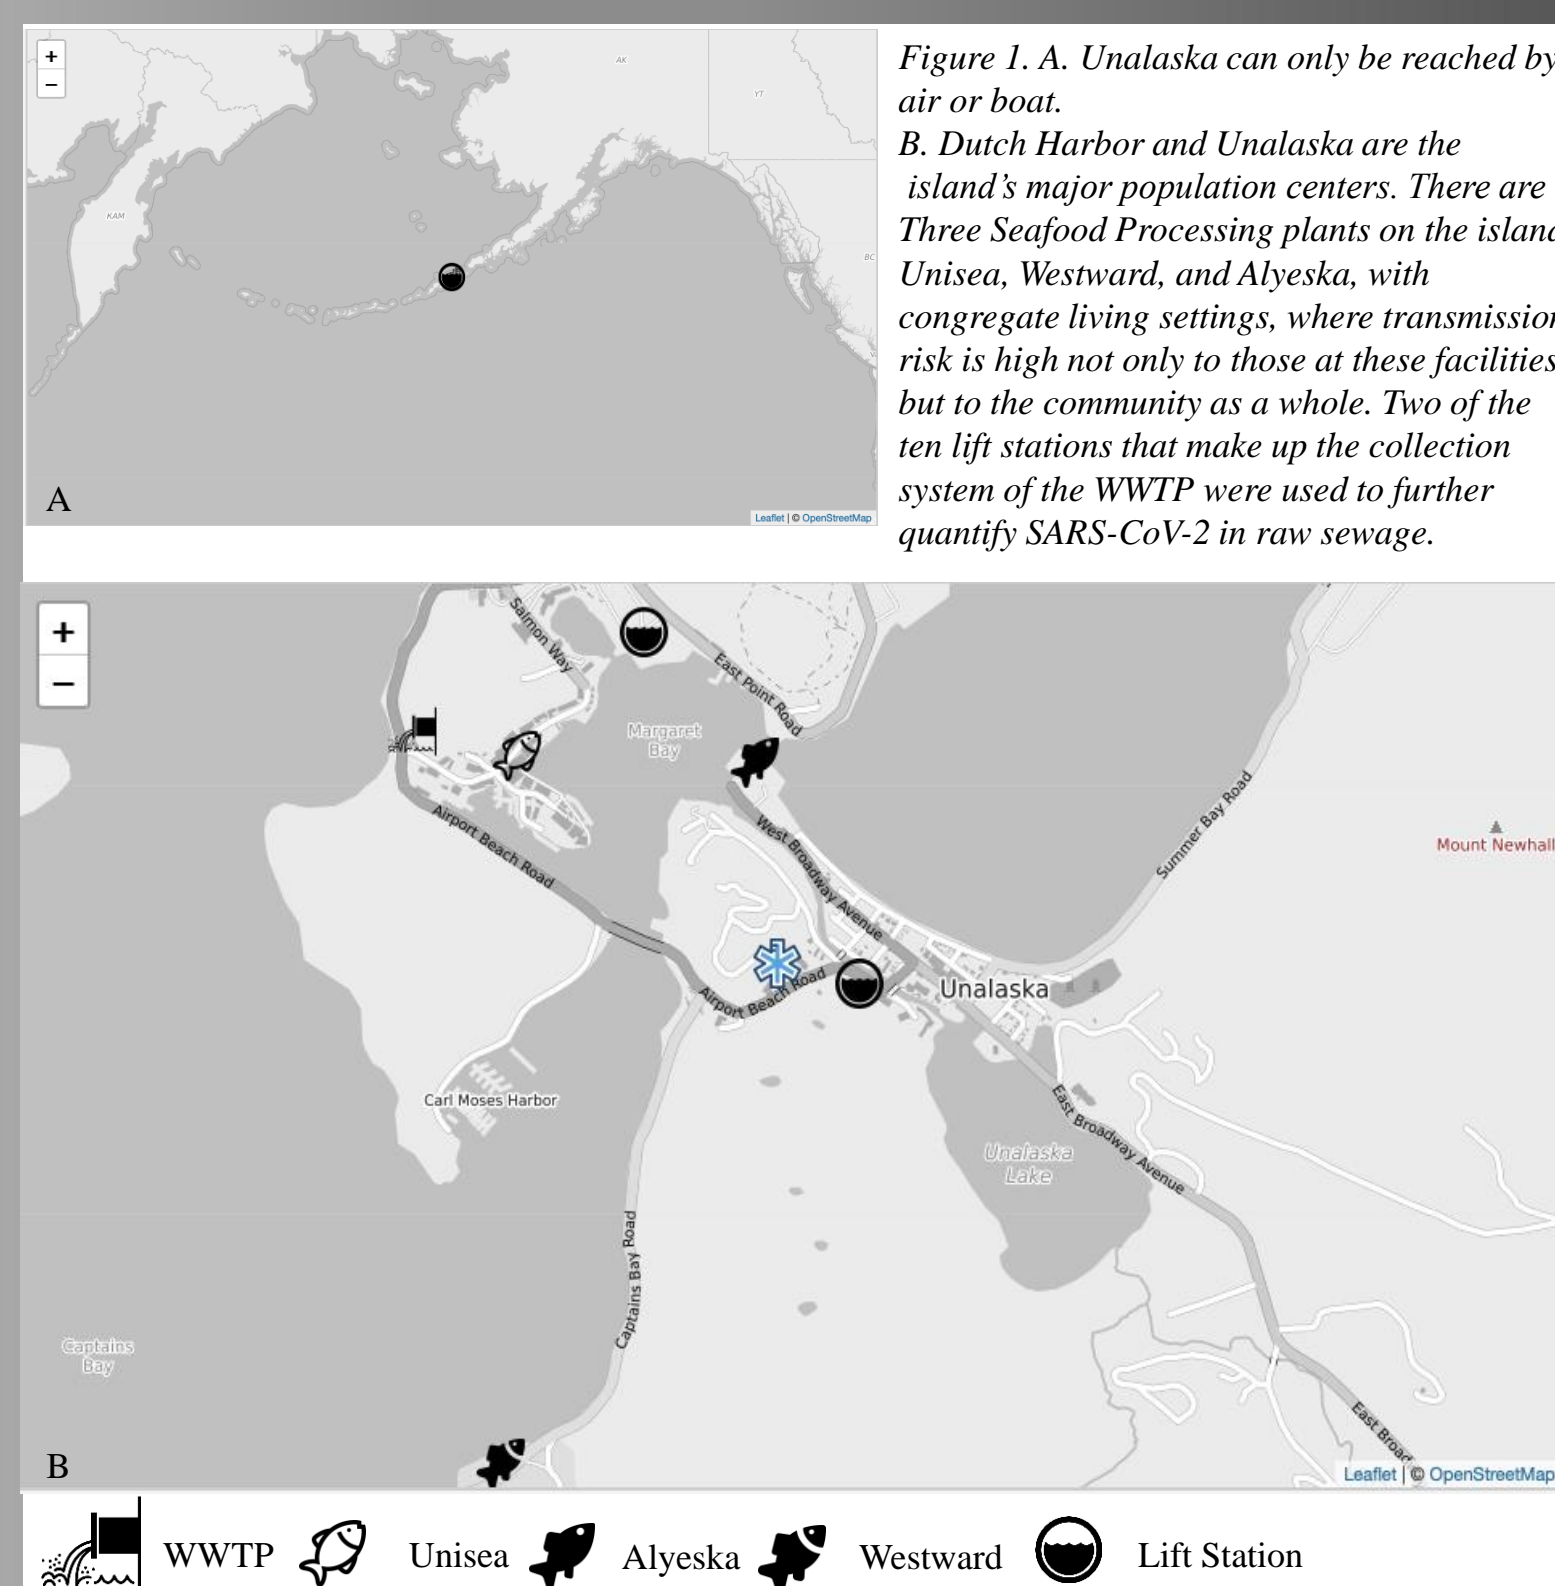 +
−
AK
YT
KAM
BC
A
Leaflet | © OpenStreetMap
Figure 1. A. Unalaska can only be reached by
air or boat.
B. Dutch Harbor and Unalaska are the
island's major population centers. There are
Three Seafood Processing plants on the island
Unisea, Westward, and Alyeska, with
congregate living settings, where transmission
risk is high not only to those at these facilities
but to the community as a whole. Two of the
ten lift stations that make up the collection
system of the WWTP were used to further
quantify SARS-CoV-2 in raw sewage.
+
−
Salmon Way
East Point Road
Margaret
Bay
Airport Beach Road
West Broadway Avenue
Summer Bay Road
Mount Newhall
Airport Beach Road
Unalaska
Carl Moses Harbor
East Broadway Avenue
Unalaska
Lake
Captains Bay Road
Captains
Bay
East Broad
B
Leaflet | © OpenStreetMap
WWTP Unisea Alyeska Westward Lift Station